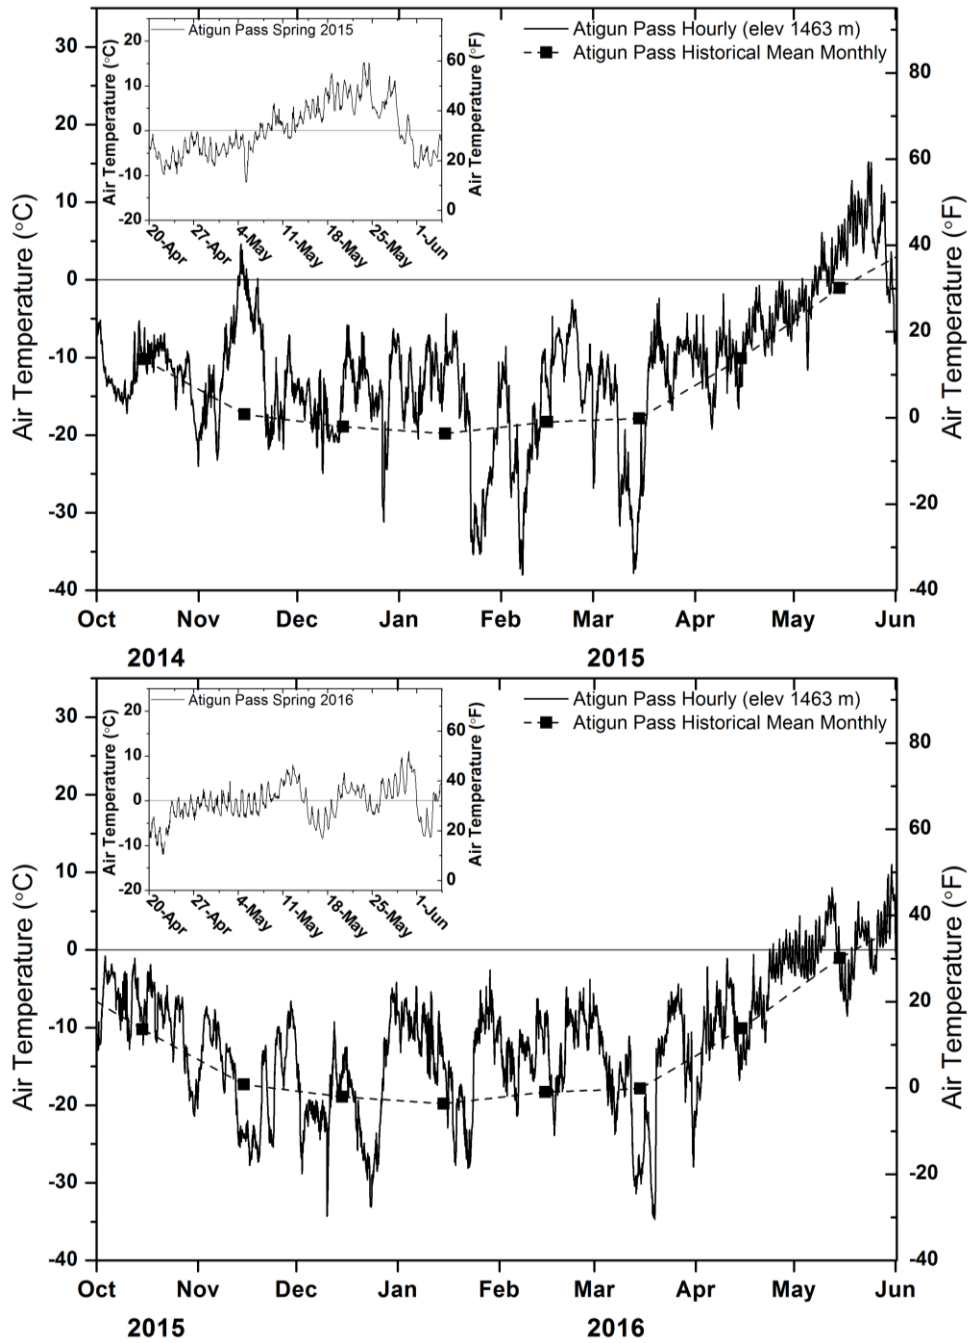 Atigun Pass Hourly (elev 1463 m)
Atigun Pass Historical Mean Monthly
Atigun Pass Spring 2015
Air Temperature (°C)
30
20
10
0
-10
-20
-30
-40
Air Temperature (°F)
80
60
40
20
0
-20
-40
Air Temperature (°C)
20
10
0
-10
-20
Air Temperature (°F)
60
40
20
0
20-Apr 27-Apr 4-May 11-May 18-May 25-May 1-Jun
Oct Nov Dec Jan Feb Mar Apr May Jun
2014 2015
Atigun Pass Hourly (elev 1463 m)
Atigun Pass Historical Mean Monthly
Atigun Pass Spring 2016
Air Temperature (°C)
30
20
10
0
-10
-20
-30
-40
Air Temperature (°F)
80
60
40
20
0
-20
-40
Air Temperature (°C)
20
10
0
-10
-20
Air Temperature (°F)
60
40
20
0
20-Apr 27-Apr 4-May 11-May 18-May 25-May 1-Jun
Oct Nov Dec Jan Feb Mar Apr May Jun
2015 2016